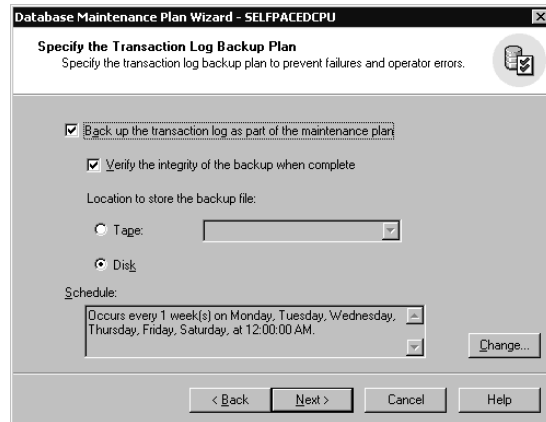 Database Maintenance Plan Wizard - SELFPACEDCPU
Specify the Transaction Log Backup Plan
Specify the transaction log backup plan to prevent failures and operator errors.
Back up the transaction log as part of the maintenance plan
Verify the integrity of the backup when complete
Location to store the backup file:
Tape:
Disk
Schedule:
Occurs every 1 week(s) on Monday, Tuesday, Wednesday,
Thursday, Friday, Saturday, at 12:00:00 AM.
Change...
< Back Next > Cancel Help